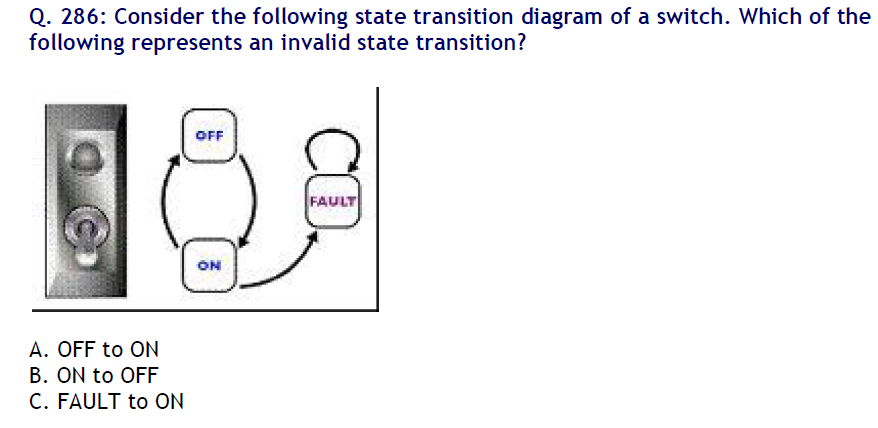 Q. 286: Consider the following state transition diagram of a switch. Which of the
following represents an invalid state transition?
OFF
FAULT
ON
A. OFF to ON
B. ON to OFF
C. FAULT to ON